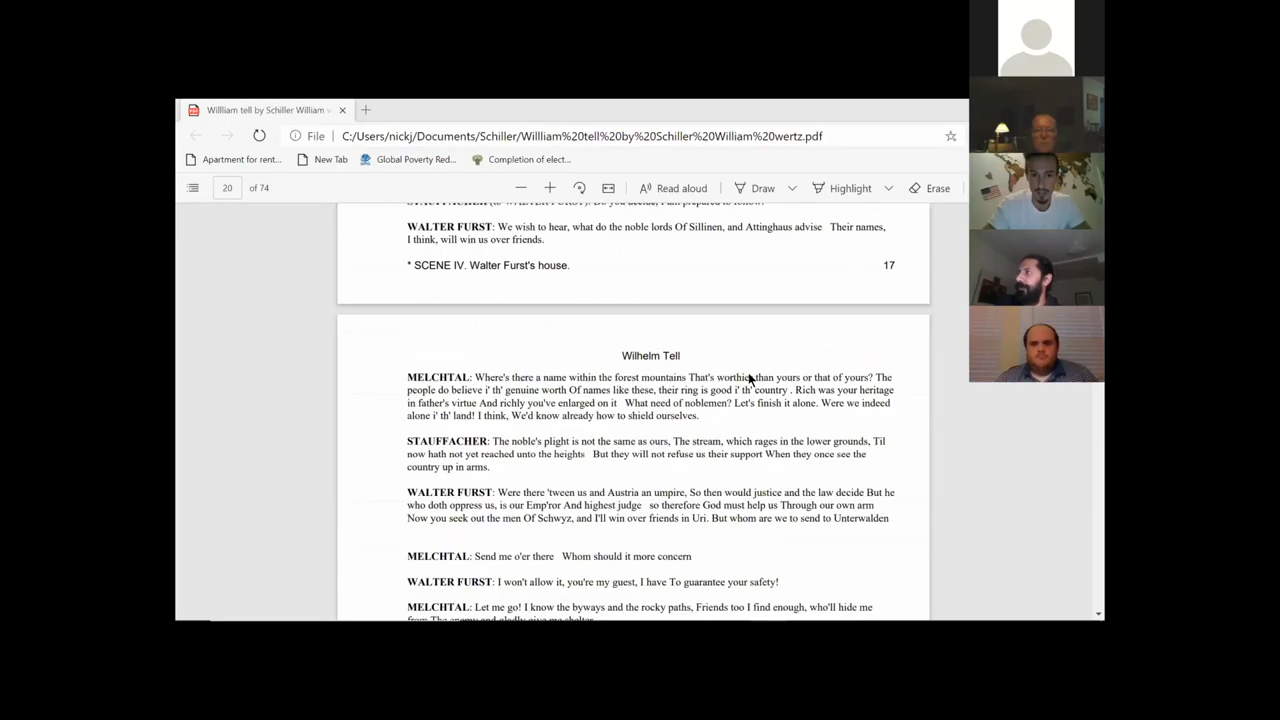 Willliam tell by Schiller William w
File C:/Users/nickj/Documents/Schiller/Willliam%20tell%20by%20Schiller%20William%20wertz.pdf
Apartment for rent... New Tab Global Poverty Red... Completion of elect...
20 of 74 Read aloud Draw Highlight Erase
WALTER FURST: We wish to hear, what do the noble lords Of Sillinen, and Attinghaus advise Their names,
I think, will win us over friends.
* SCENE IV. Walter Furst's house. 17
Wilhelm Tell
MELCHTAL: Where's there a name within the forest mountains That's worthier than yours or that of yours? The
people do believe i' th' genuine worth Of names like these, their ring is good i' th' country . Rich was your heritage
in father's virtue And richly you've enlarged on it What need of noblemen? Let's finish it alone. Were we indeed
alone i' th' land! I think, We'd know already how to shield ourselves.
STAUFFACHER: The noble's plight is not the same as ours, The stream, which rages in the lower grounds, Til
now hath not yet reached unto the heights But they will not refuse us their support When they once see the
country up in arms.
WALTER FURST: Were there 'tween us and Austria an umpire, So then would justice and the law decide But he
who doth oppress us, is our Emp'ror And highest judge so therefore God must help us Through our own arm
Now you seek out the men Of Schwyz, and I'll win over friends in Uri. But whom are we to send to Unterwalden
MELCHTAL: Send me o'er there Whom should it more concern
WALTER FURST: I won't allow it, you're my guest, I have To guarantee your safety!
MELCHTAL: Let me go! I know the byways and the rocky paths, Friends too I find enough, who'll hide me
from The enemy and gladly give me shelter